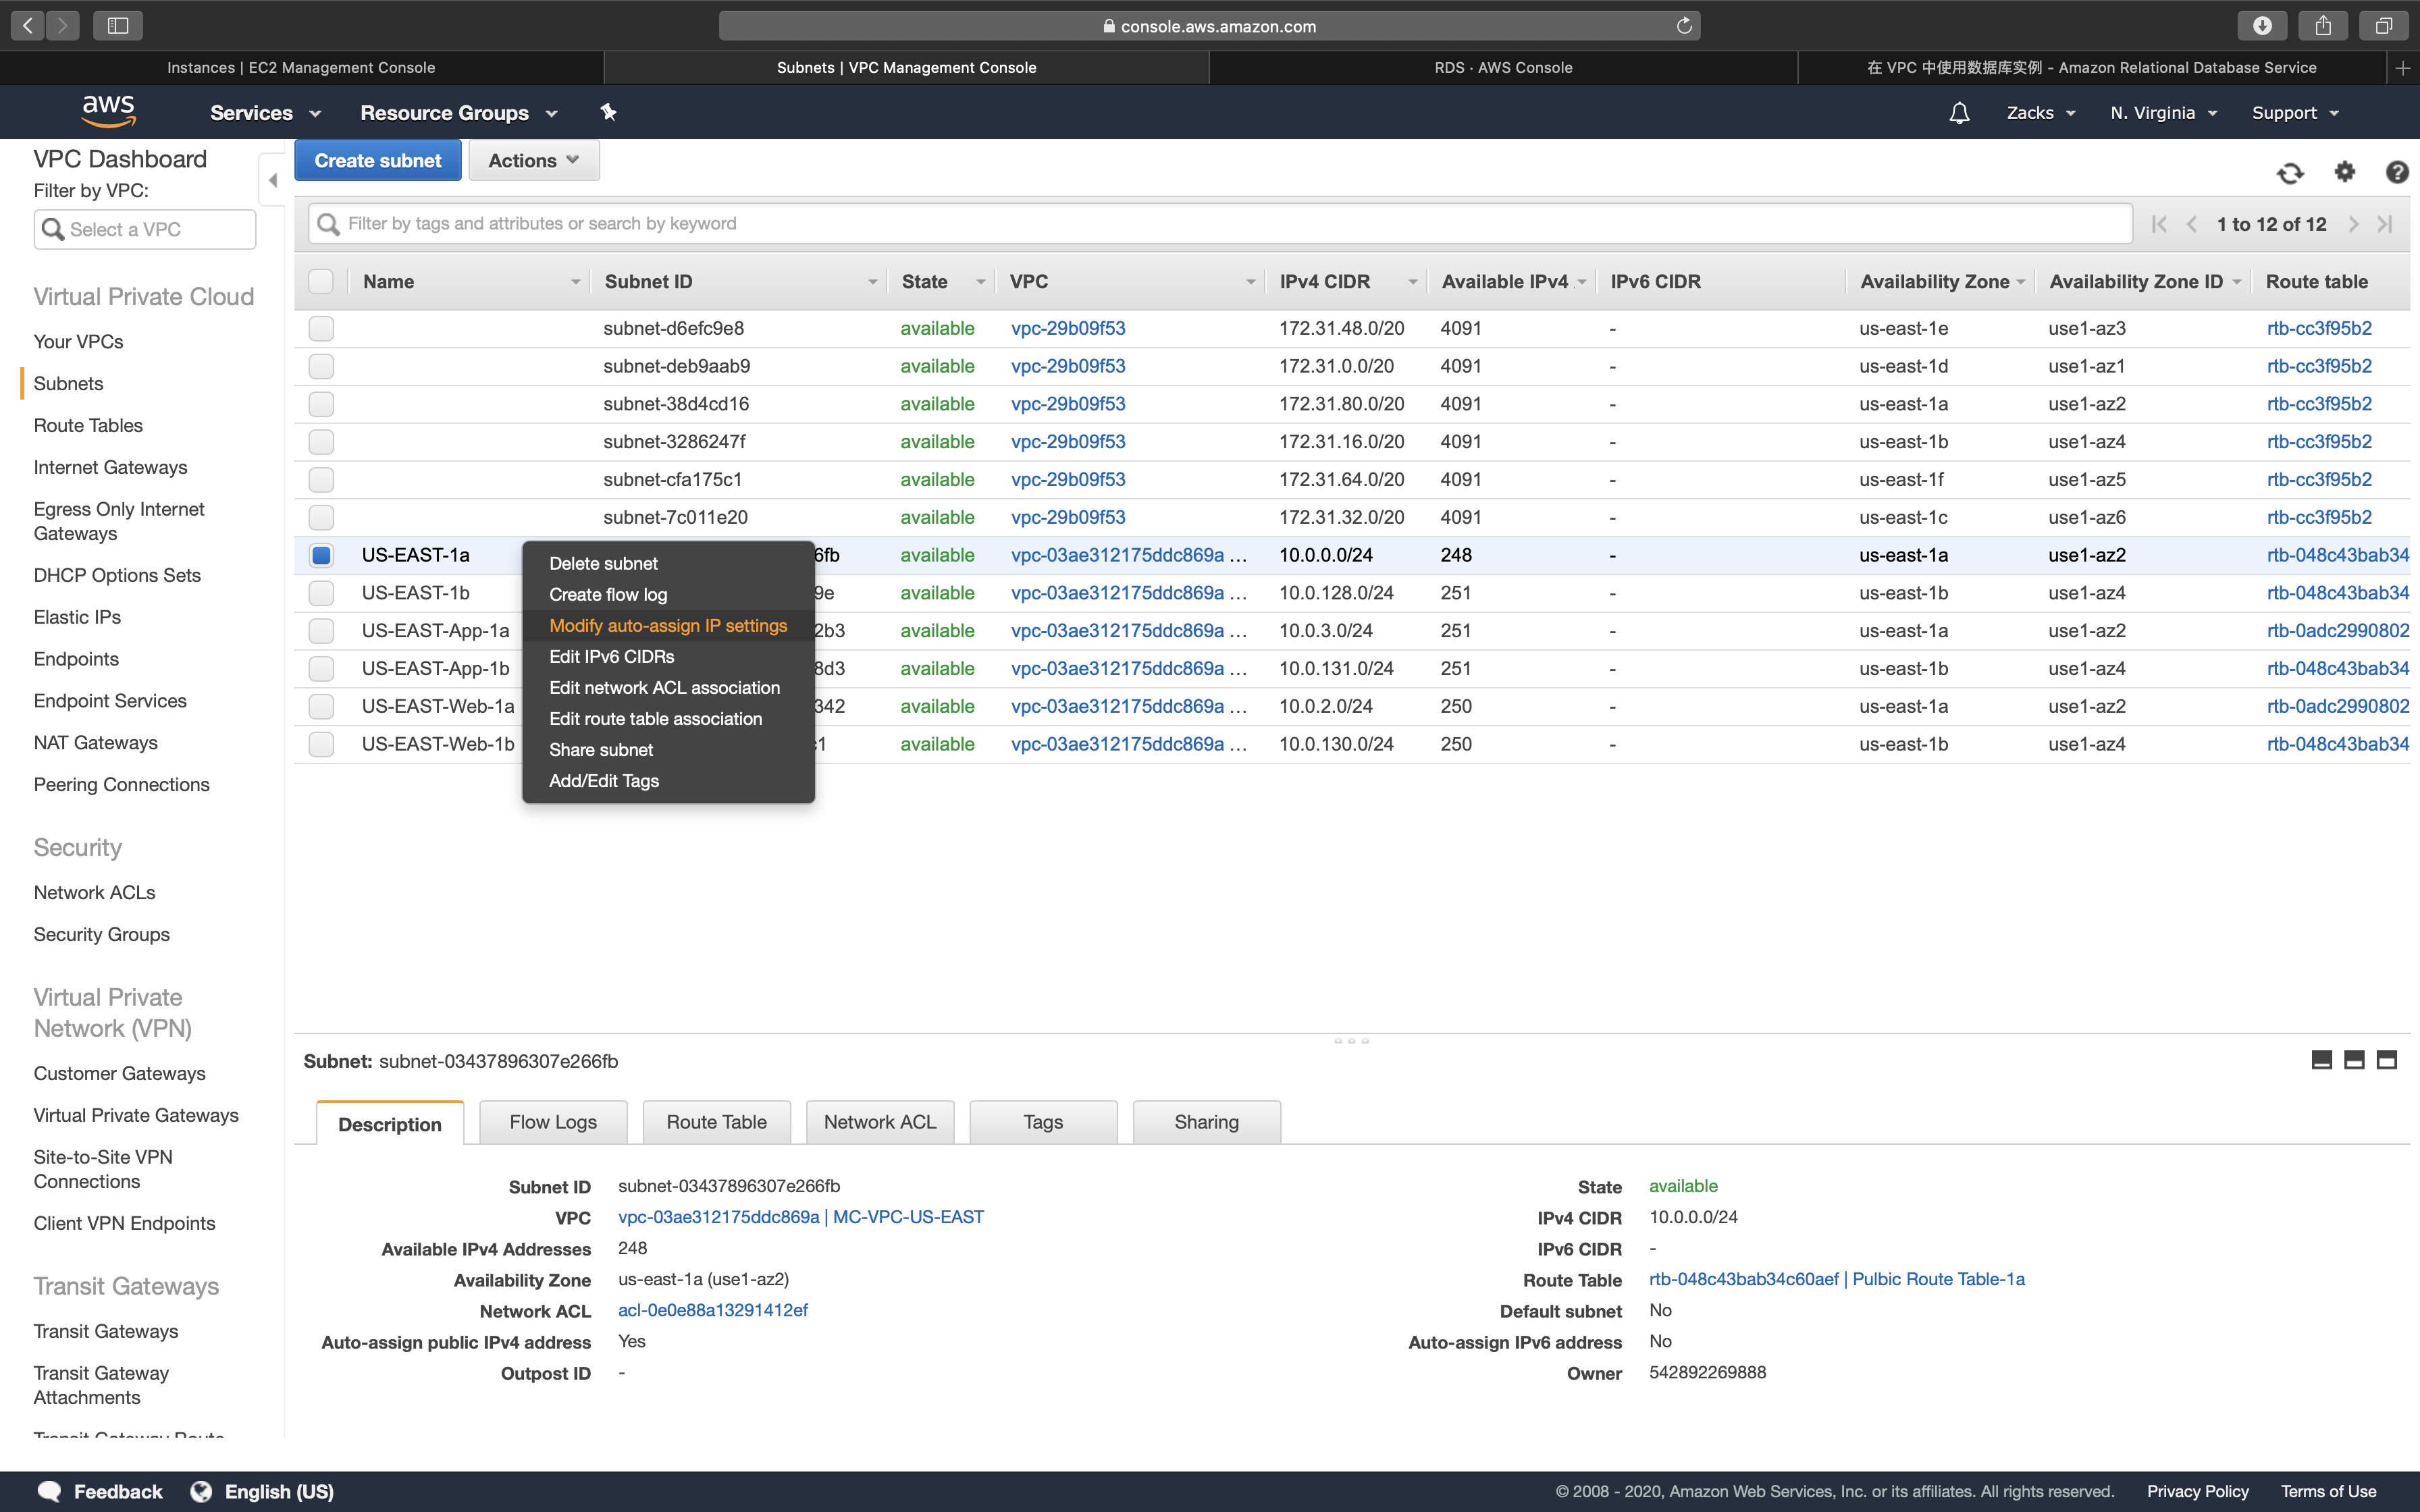 console.aws.amazon.com
Instances | EC2 Management Console
Subnets | VPC Management Console
RDS · AWS Console
在 VPC 中使用数据库实例 - Amazon Relational Database Service
aws
Services
Resource Groups
Zacks
N. Virginia
Support
VPC Dashboard
Filter by VPC:
Select a VPC
Virtual Private Cloud
Your VPCs
Subnets
Route Tables
Internet Gateways
Egress Only Internet
Gateways
DHCP Options Sets
Elastic IPs
Endpoints
Endpoint Services
NAT Gateways
Peering Connections
Security
Network ACLs
Security Groups
Virtual Private
Network (VPN)
Customer Gateways
Virtual Private Gateways
Site-to-Site VPN
Connections
Client VPN Endpoints
Transit Gateways
Transit Gateways
Transit Gateway
Attachments
Transit Gateway Route
Create subnet
Actions
Filter by tags and attributes or search by keyword
1 to 12 of 12
Name Subnet ID State VPC IPv4 CIDR Available IPv4 IPv6 CIDR Availability Zone Availability Zone ID Route table
subnet-d6efc9e8 available vpc-29b09f53 172.31.48.0/20 4091 - us-east-1e use1-az3 rtb-cc3f95b2
subnet-deb9aab9 available vpc-29b09f53 172.31.0.0/20 4091 - us-east-1d use1-az1 rtb-cc3f95b2
subnet-38d4cd16 available vpc-29b09f53 172.31.80.0/20 4091 - us-east-1a use1-az2 rtb-cc3f95b2
subnet-3286247f available vpc-29b09f53 172.31.16.0/20 4091 - us-east-1b use1-az4 rtb-cc3f95b2
subnet-cfa175c1 available vpc-29b09f53 172.31.64.0/20 4091 - us-east-1f use1-az5 rtb-cc3f95b2
subnet-7c011e20 available vpc-29b09f53 172.31.32.0/20 4091 - us-east-1c use1-az6 rtb-cc3f95b2
US-EAST-1a 6fb available vpc-03ae312175ddc869a ... 10.0.0.0/24 248 - us-east-1a use1-az2 rtb-048c43bab34
US-EAST-1b 9e available vpc-03ae312175ddc869a ... 10.0.128.0/24 251 - us-east-1b use1-az4 rtb-048c43bab34
US-EAST-App-1a 2b3 available vpc-03ae312175ddc869a ... 10.0.3.0/24 251 - us-east-1a use1-az2 rtb-0adc2990802
US-EAST-App-1b 8d3 available vpc-03ae312175ddc869a ... 10.0.131.0/24 251 - us-east-1b use1-az4 rtb-048c43bab34
US-EAST-Web-1a 342 available vpc-03ae312175ddc869a ... 10.0.2.0/24 250 - us-east-1a use1-az2 rtb-0adc2990802
US-EAST-Web-1b 1 available vpc-03ae312175ddc869a ... 10.0.130.0/24 250 - us-east-1b use1-az4 rtb-048c43bab34
Delete subnet
Create flow log
Modify auto-assign IP settings
Edit IPv6 CIDRs
Edit network ACL association
Edit route table association
Share subnet
Add/Edit Tags
Subnet: subnet-03437896307e266fb
Description
Flow Logs
Route Table
Network ACL
Tags
Sharing
Subnet ID subnet-03437896307e266fb
VPC vpc-03ae312175ddc869a | MC-VPC-US-EAST
Available IPv4 Addresses 248
Availability Zone us-east-1a (use1-az2)
Network ACL acl-0e0e88a13291412ef
Auto-assign public IPv4 address Yes
Outpost ID -
State available
IPv4 CIDR 10.0.0.0/24
IPv6 CIDR -
Route Table rtb-048c43bab34c60aef | Pulbic Route Table-1a
Default subnet No
Auto-assign IPv6 address No
Owner 542892269888
Feedback
English (US)
© 2008 - 2020, Amazon Web Services, Inc. or its affiliates. All rights reserved.
Privacy Policy
Terms of Use